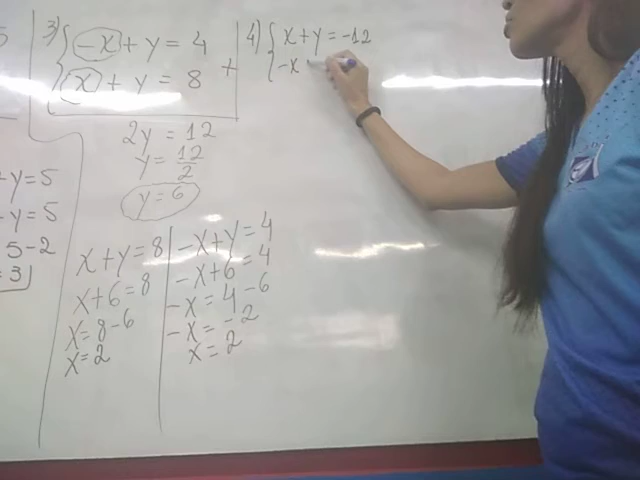 5
+y=5
-y=5
5-2
=3
3) { -x + y = 4
x + y = 8 +
2y = 12
y = 12/2
y = 6
x+y=8
x+6=8
x=8-6
x=2
-x+y=4
-x+6=4
-x=4-6
-x=-2
x=2
4) { x+y=-12
-x